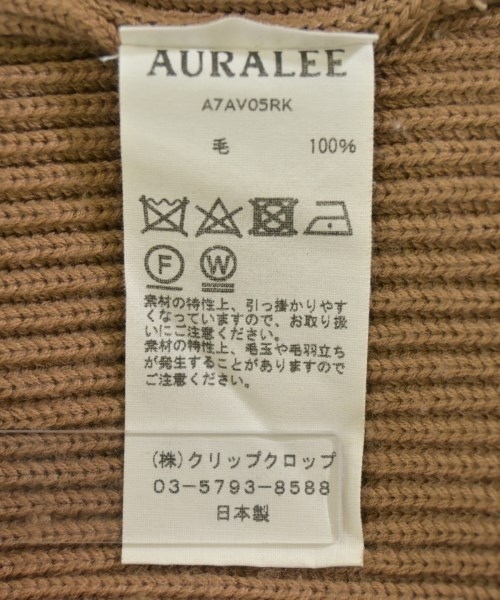 AURALEE
A7AV05RK
毛 100%
F W
素材の特性上、引っ掛かりやす
くなっていますので、お取り扱
いにご注意ください。
素材の特性上、毛玉や毛羽立ち
が発生することがありますので
ご注意ください。
(株)クリップクロップ
03-5793-8588
日本製